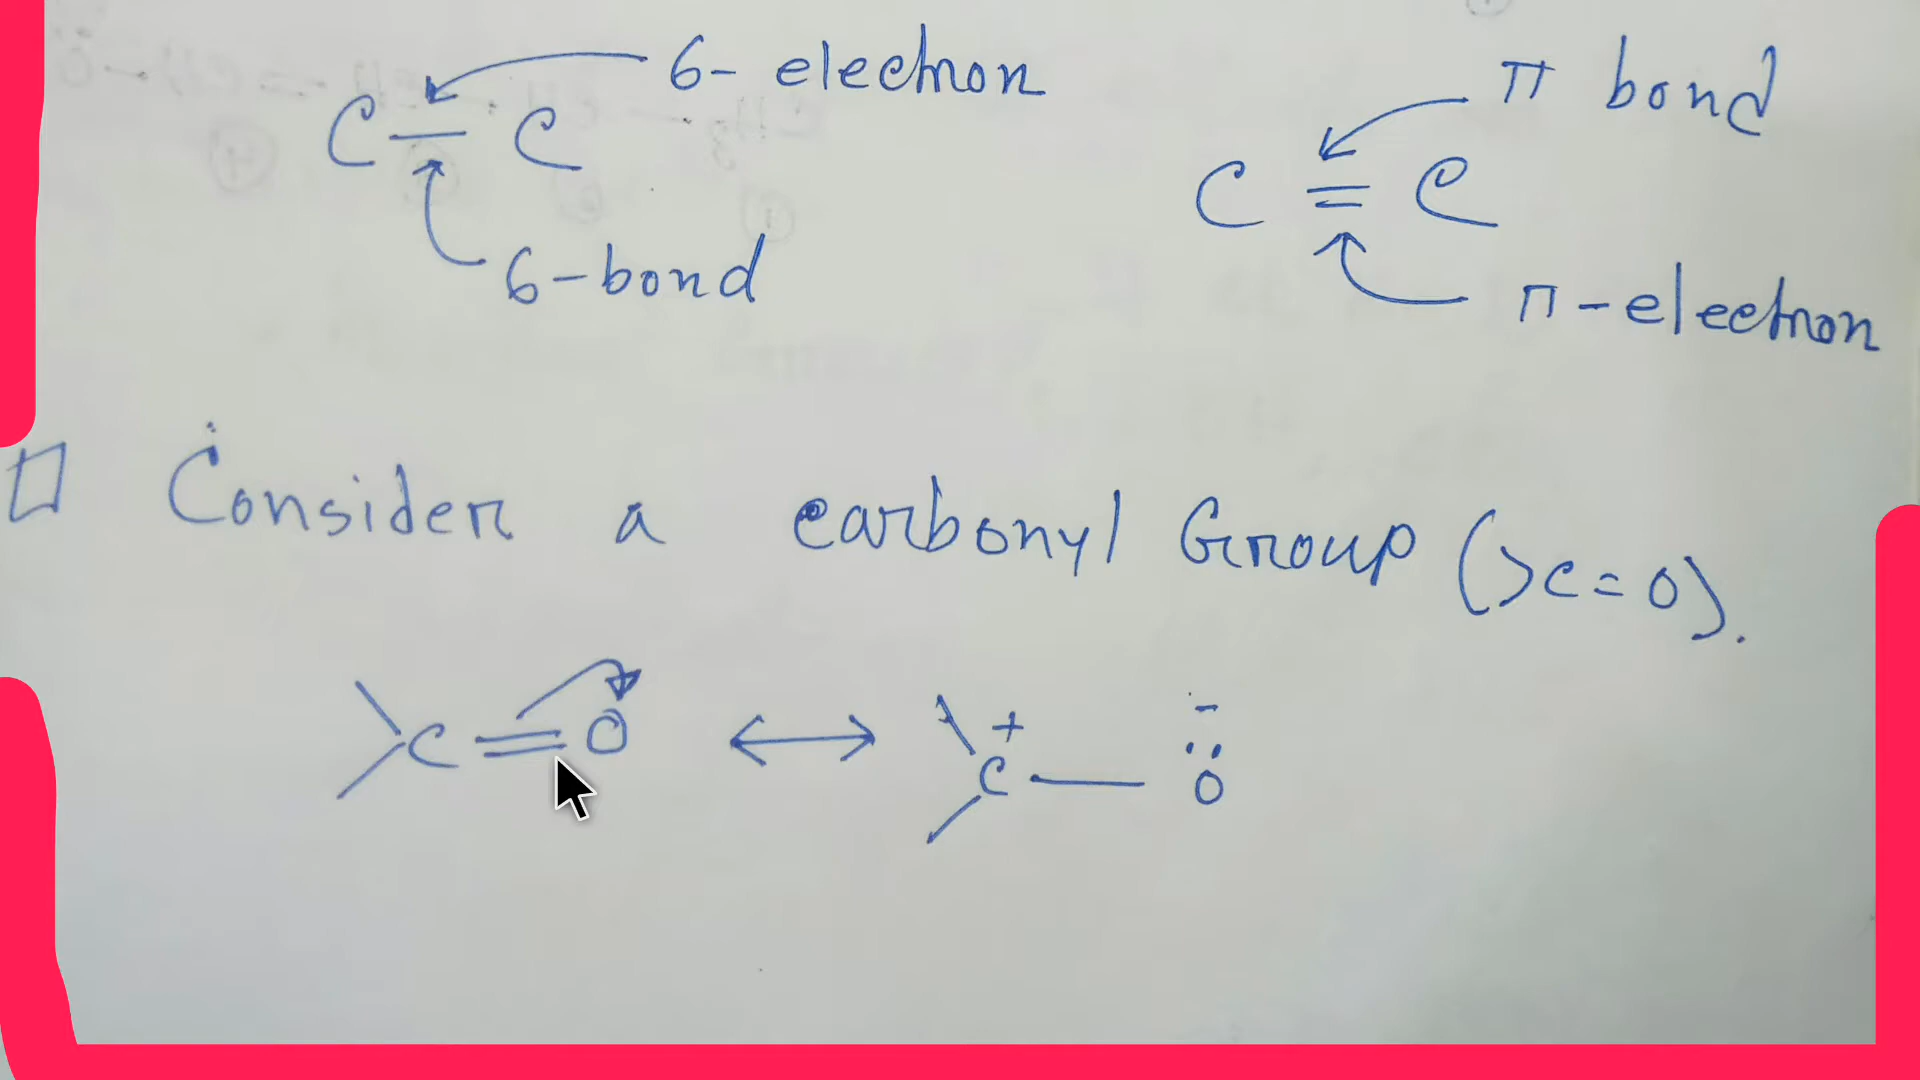 6- electron
C — C
6-bond
π bond
C = C
π-electron
□ Consider a carbonyl Group (>C=O).
>C=O ↔ >C⁺—Ö⁻